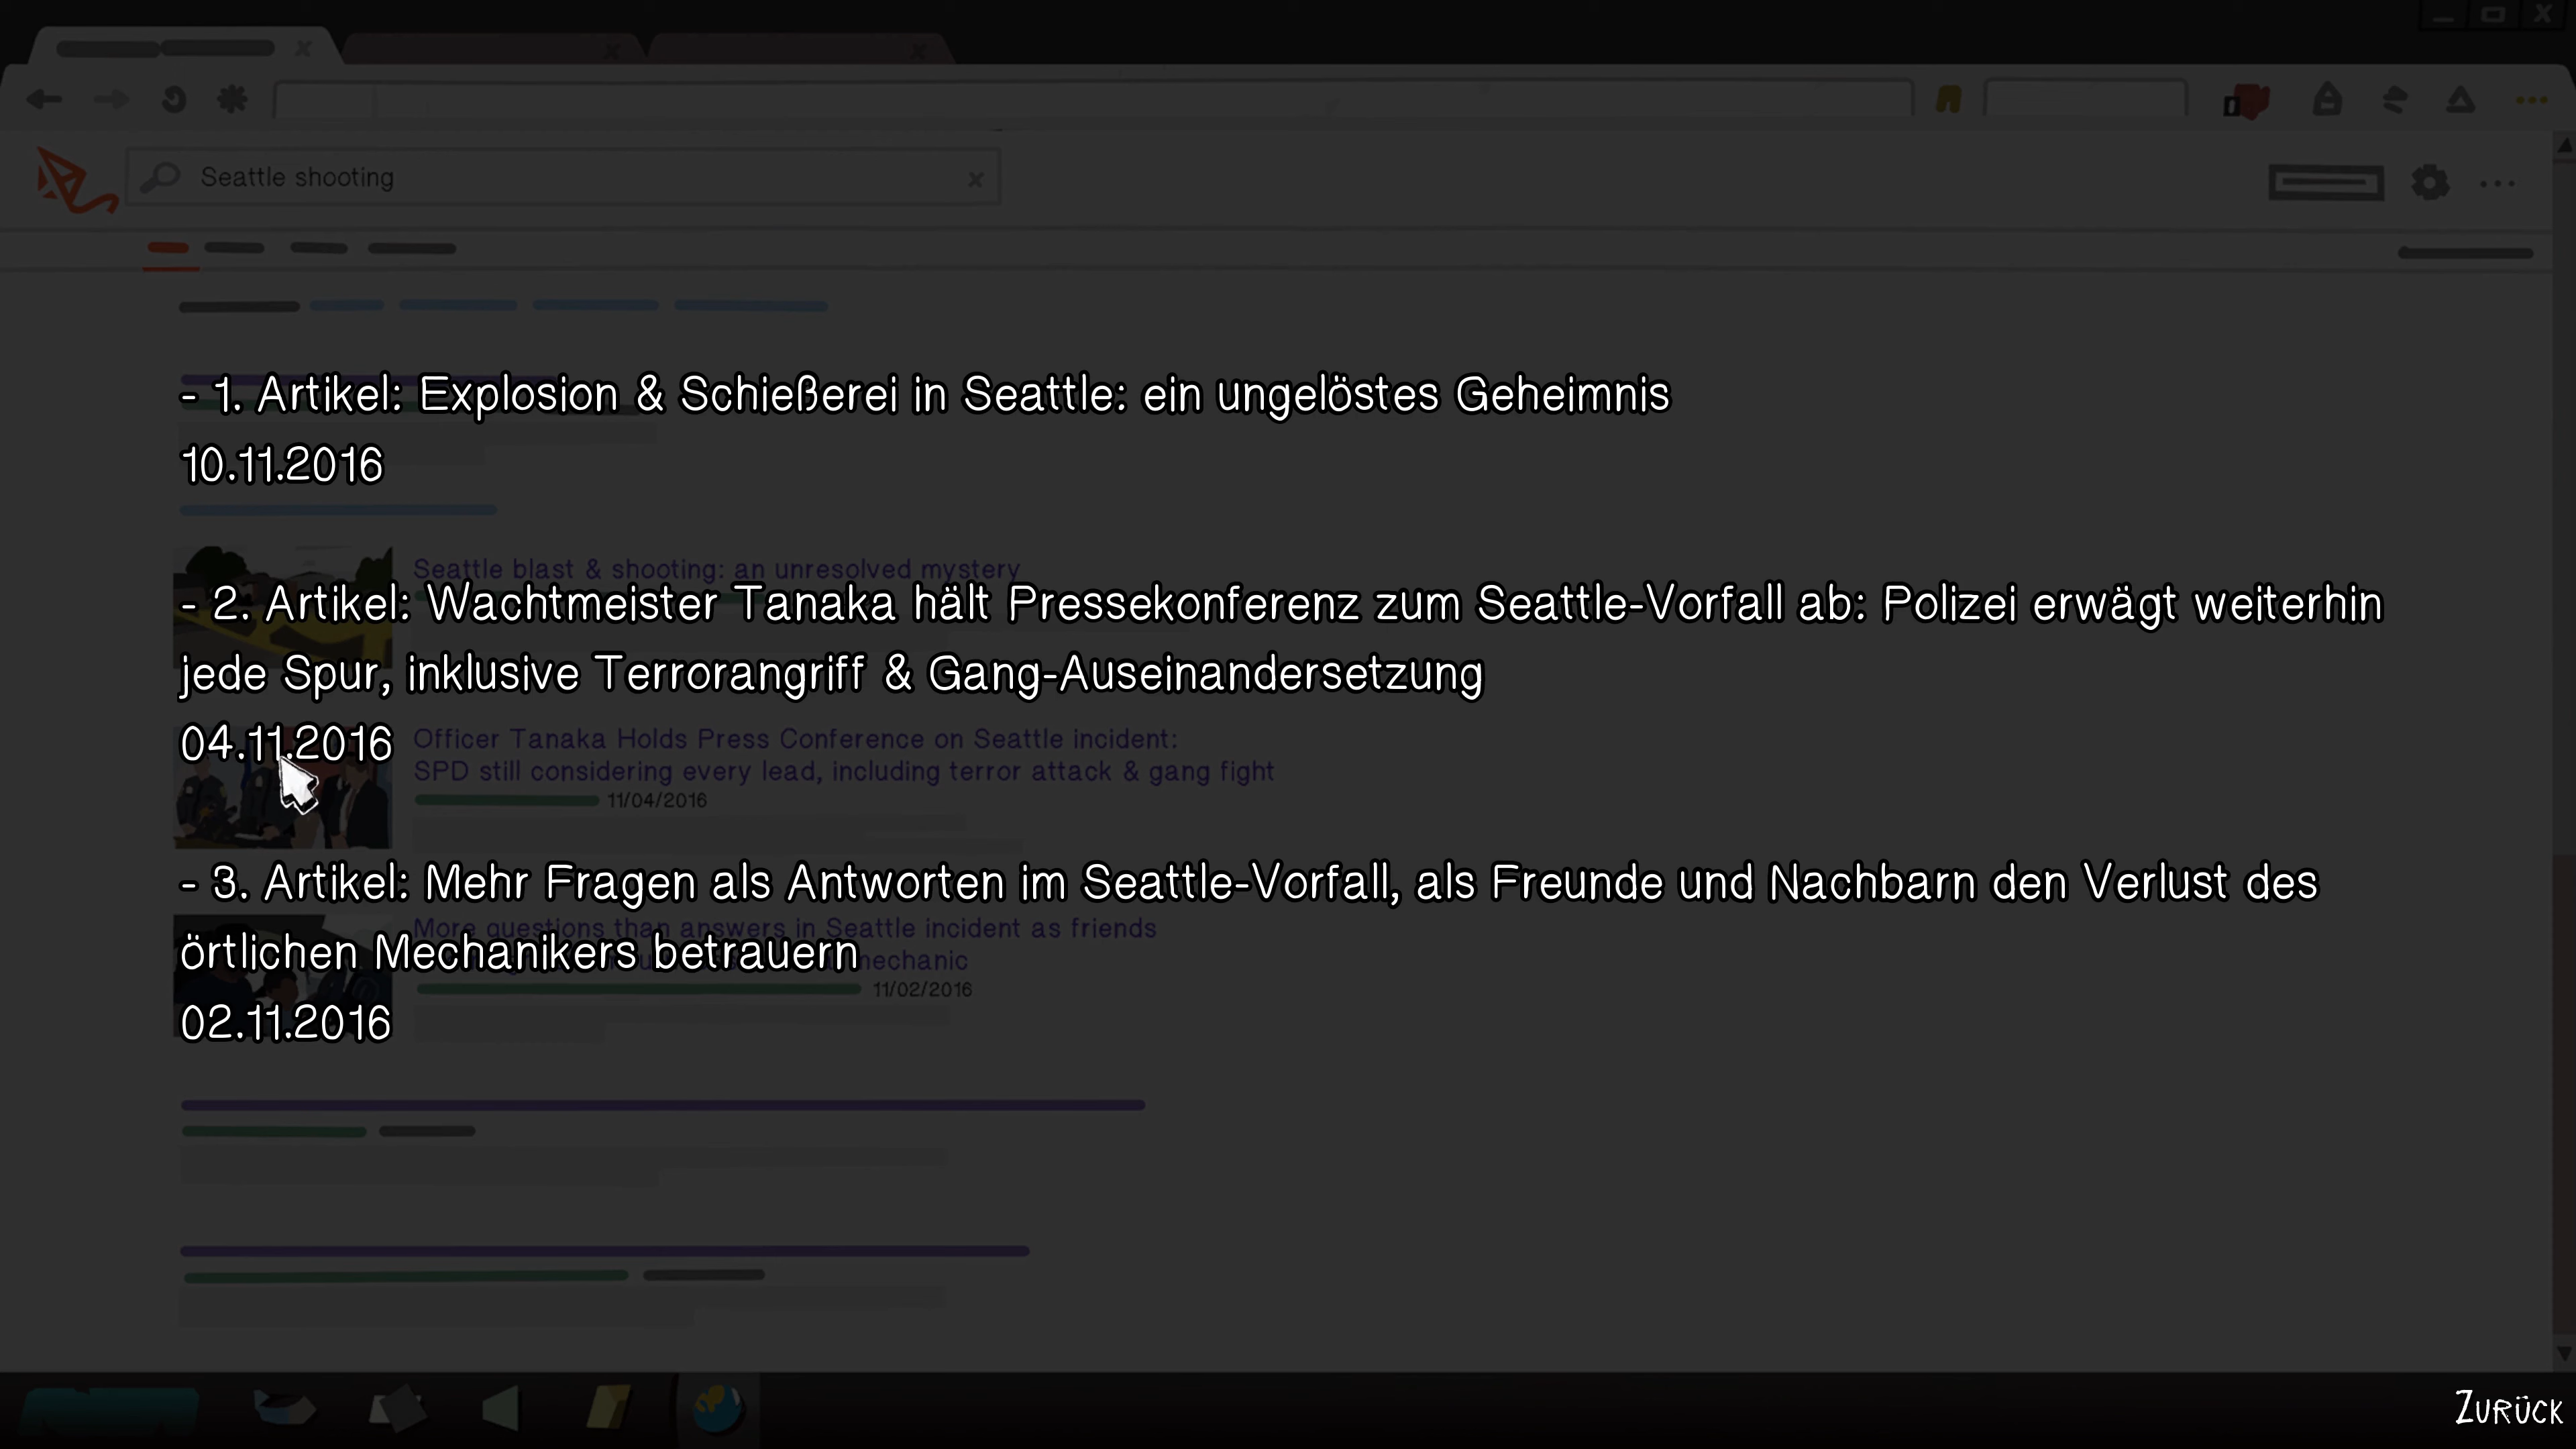 Seattle shooting
- 1. Artikel: Explosion & Schießerei in Seattle: ein ungelöstes Geheimnis
10.11.2016
Seattle blast & shooting: an unresolved mystery
- 2. Artikel: Wachtmeister Tanaka hält Pressekonferenz zum Seattle-Vorfall ab: Polizei erwägt weiterhin
jede Spur, inklusive Terrorangriff & Gang-Auseinandersetzung
04.11.2016
Officer Tanaka Holds Press Conference on Seattle incident:
SPD still considering every lead, including terror attack & gang fight
11/04/2016
- 3. Artikel: Mehr Fragen als Antworten im Seattle-Vorfall, als Freunde und Nachbarn den Verlust des
örtlichen Mechanikers betrauern
02.11.2016
More questions than answers in Seattle incident as friends
mechanic
11/02/2016
Zurück